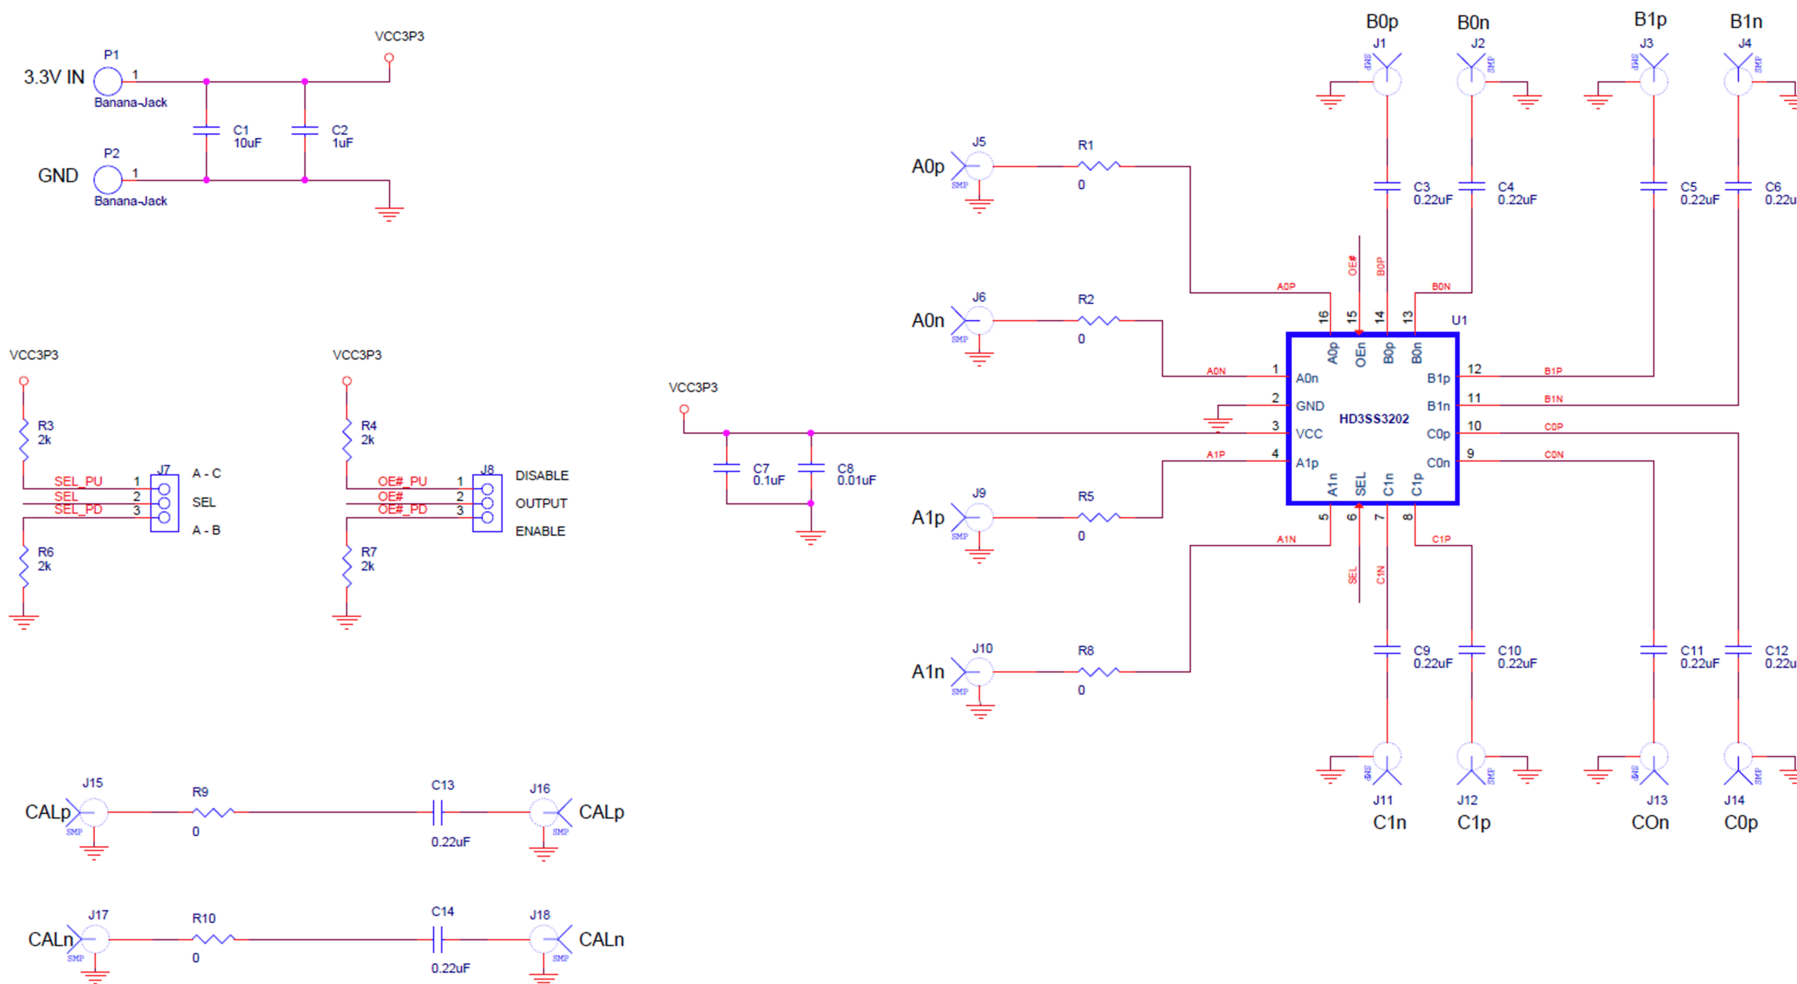 VCC3P3
P1
3.3V IN
1
Banana-Jack
C1
10uF
C2
1uF
P2
GND
1
Banana-Jack
VCC3P3
R3
2k
SEL_PU
SEL
SEL_PD
1
2
3
J7
A - C
SEL
A - B
R6
2k
VCC3P3
R4
2k
OE#_PU
OE#
OE#_PD
1
2
3
J8
DISABLE
OUTPUT
ENABLE
R7
2k
VCC3P3
C7
0.1uF
C8
0.01uF
B0p
J1
SMP
B0n
J2
SMP
B1p
J3
SMP
B1n
J4
SMP
C3
0.22uF
C4
0.22uF
C5
0.22uF
C6
0.22u
A0p
J5
SMP
R1
0
A0P
A0n
J6
SMP
R2
0
A0N
OE#
B0P
B0N
16
15
14
13
U1
A0p
OEn
B0p
B0n
1
A0n
2
GND
3
VCC
4
A1p
HD3SS3202
B1p
12
B1P
B1n
11
B1N
C0p
10
C0P
C0n
9
C0N
A1n
SEL
C1n
C1p
5
6
7
8
A1P
A1N
SEL
C1N
C1P
A1p
J9
SMP
R5
0
A1n
J10
SMP
R8
0
C9
0.22uF
C10
0.22uF
C11
0.22uF
C12
0.22u
SMP
J11
C1n
SMP
J12
C1p
SMP
J13
COn
SMP
J14
C0p
CALp
J15
SMP
R9
0
C13
0.22uF
J16
SMP
CALp
CALn
J17
SMP
R10
0
C14
0.22uF
J18
SMP
CALn